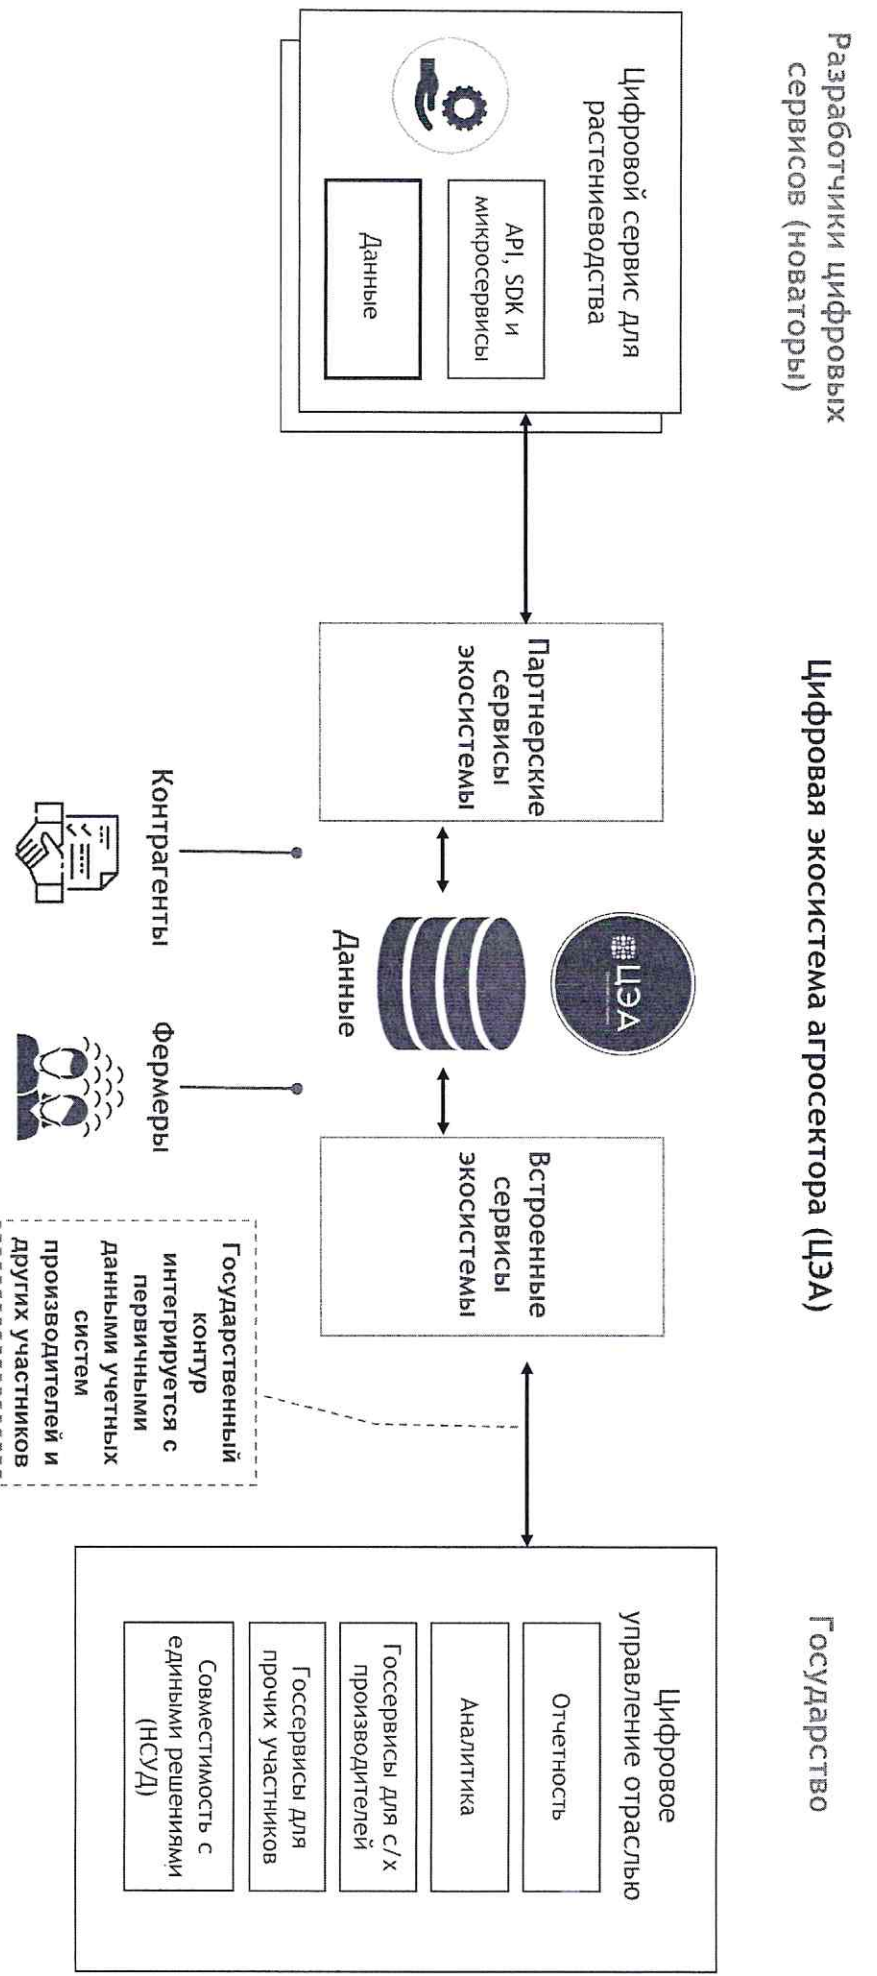 Разработчики цифровых
сервисов (новаторы)
Цифровой сервис для
растениеводства
API, SDK и
микросервисы
Данные
Цифровая экосистема агросектора (ЦЭА)
Партнерские
сервисы
экосистемы
ЦЭА
Данные
Встроенные
сервисы
экосистемы
Контрагенты
Фермеры
Государственный
контур
интегрируется с
первичными
данными учетных
систем
производителей и
других участников
Государство
Цифровое
управление отраслью
Отчетность
Аналитика
Госсервисы для с/х
производителей
Госсервисы для
прочих участников
Совместимость с
едиными решениями
(НСУД)